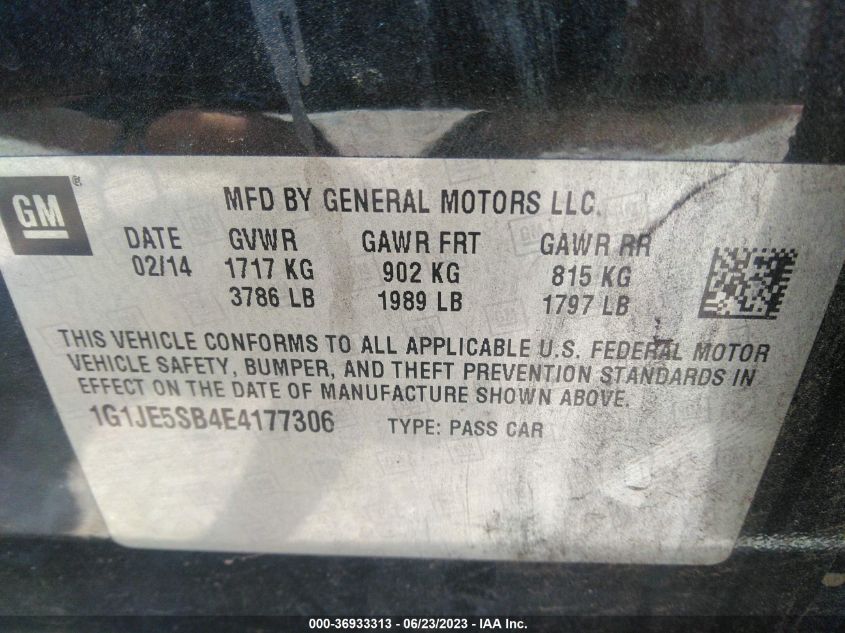 GM
MFD BY GENERAL MOTORS LLC.
DATE GVWR GAWR FRT GAWR RR
02/14 1717 KG 902 KG 815 KG
3786 LB 1989 LB 1797 LB
THIS VEHICLE CONFORMS TO ALL APPLICABLE U.S. FEDERAL MOTOR
VEHICLE SAFETY, BUMPER, AND THEFT PREVENTION STANDARDS IN
EFFECT ON THE DATE OF MANUFACTURE SHOWN ABOVE.
1G1JE5SB4E4177306 TYPE: PASS CAR
000-36933313 - 06/23/2023 - © IAA Inc.